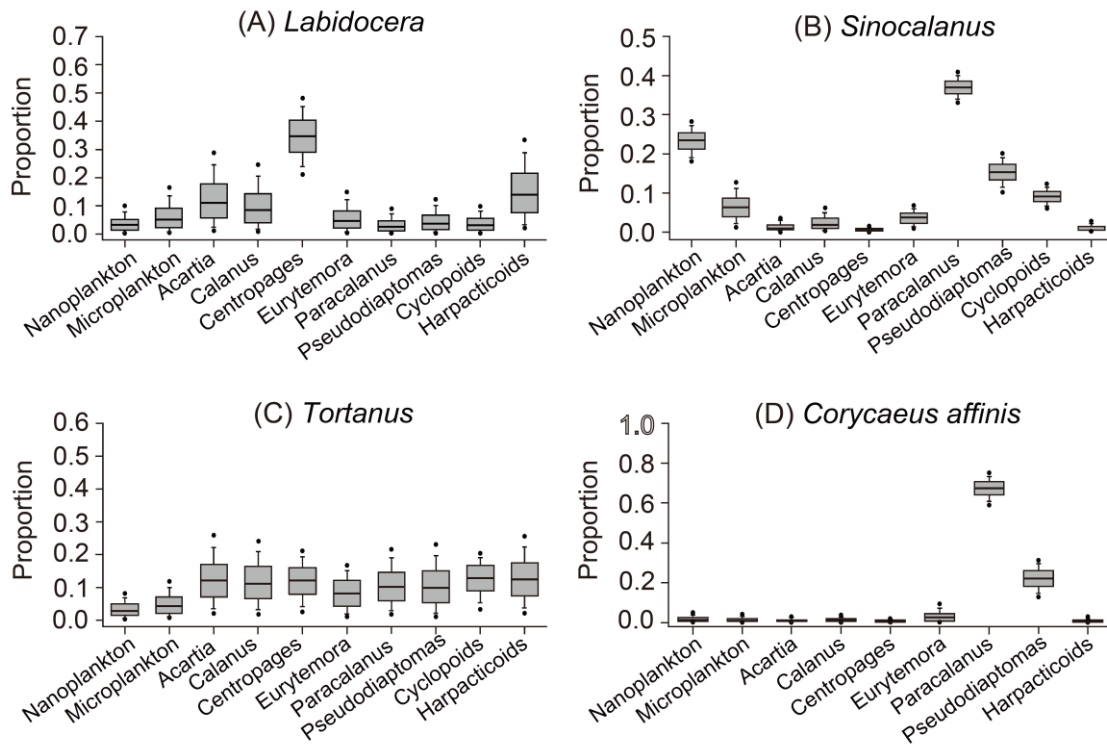 (A) Labidocera
Proportion
0.7
0.6
0.5
0.4
0.3
0.2
0.1
0.0
Nanoplankton
Microplankton
Acartia
Calanus
Centropages
Eurytemora
Paracalanus
Pseudodiaptomas
Cyclopoids
Harpacticoids
(B) Sinocalanus
Proportion
0.5
0.4
0.3
0.2
0.1
0.0
Nanoplankton
Microplankton
Acartia
Calanus
Centropages
Eurytemora
Paracalanus
Pseudodiaptoma
Cyclopoids
Harpacticoids
(C) Tortanus
Proportion
0.6
0.5
0.4
0.3
0.2
0.1
0.0
Nanoplankton
Microplankton
Acartia
Calanus
Centropages
Eurytemora
Paracalanus
Pseudodiaptomas
Cyclopoids
Harpacticoids
(D) Corycaeus affinis
Proportion
1.0
0.8
0.6
0.4
0.2
0.0
Nanoplankton
Microplankton
Acartia
Calanus
Centropages
Eurytemora
Paracalanus
Pseudodiaptomas
Harpacticoids